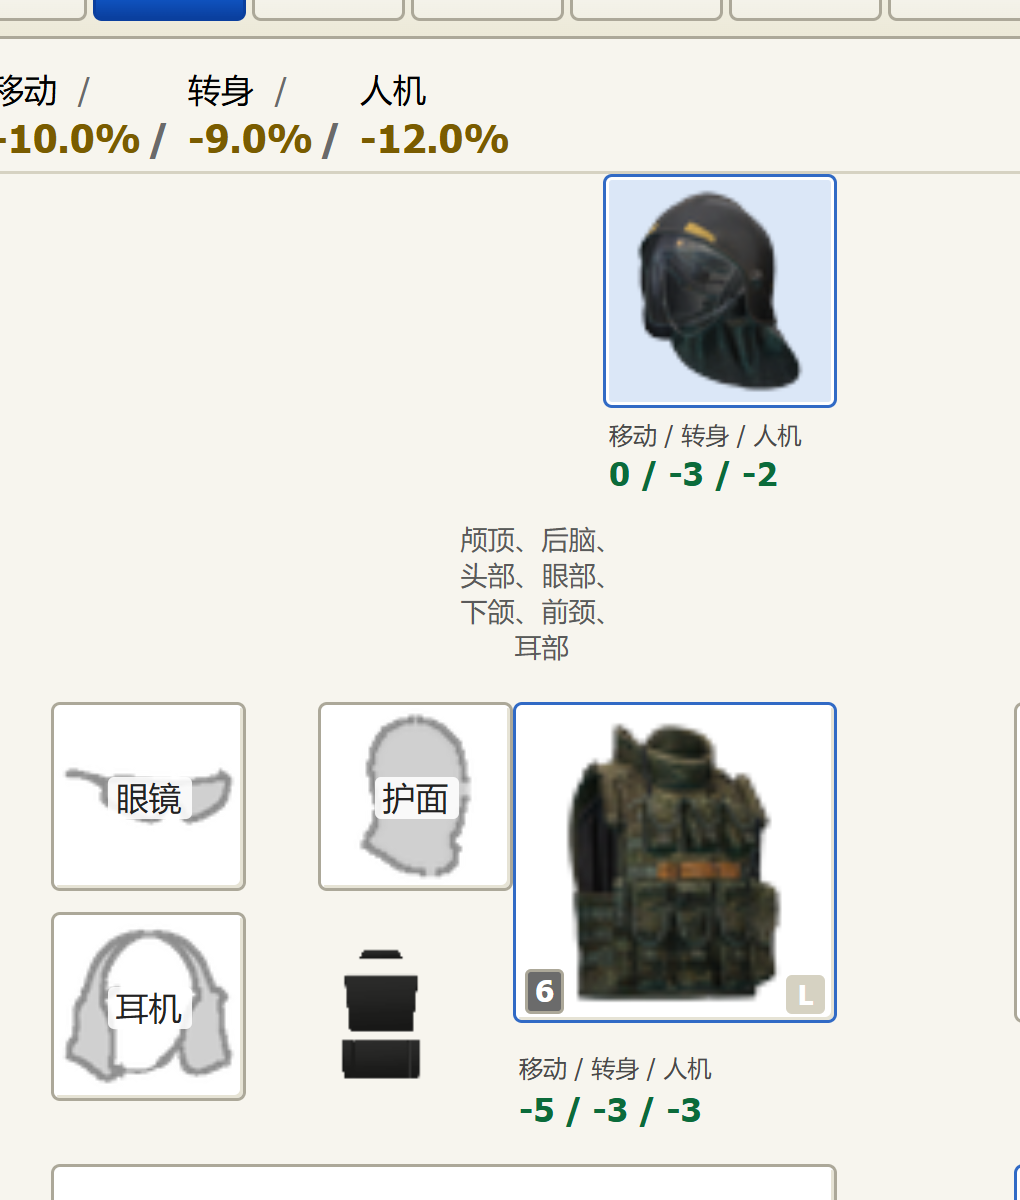 移动 / 转身 / 人机
-10.0% / -9.0% / -12.0%
移动 / 转身 / 人机
0 / -3 / -2
颅顶、后脑、
头部、眼部、
下颌、前颈、
耳部
眼镜
护面
耳机
6
L
移动 / 转身 / 人机
-5 / -3 / -3